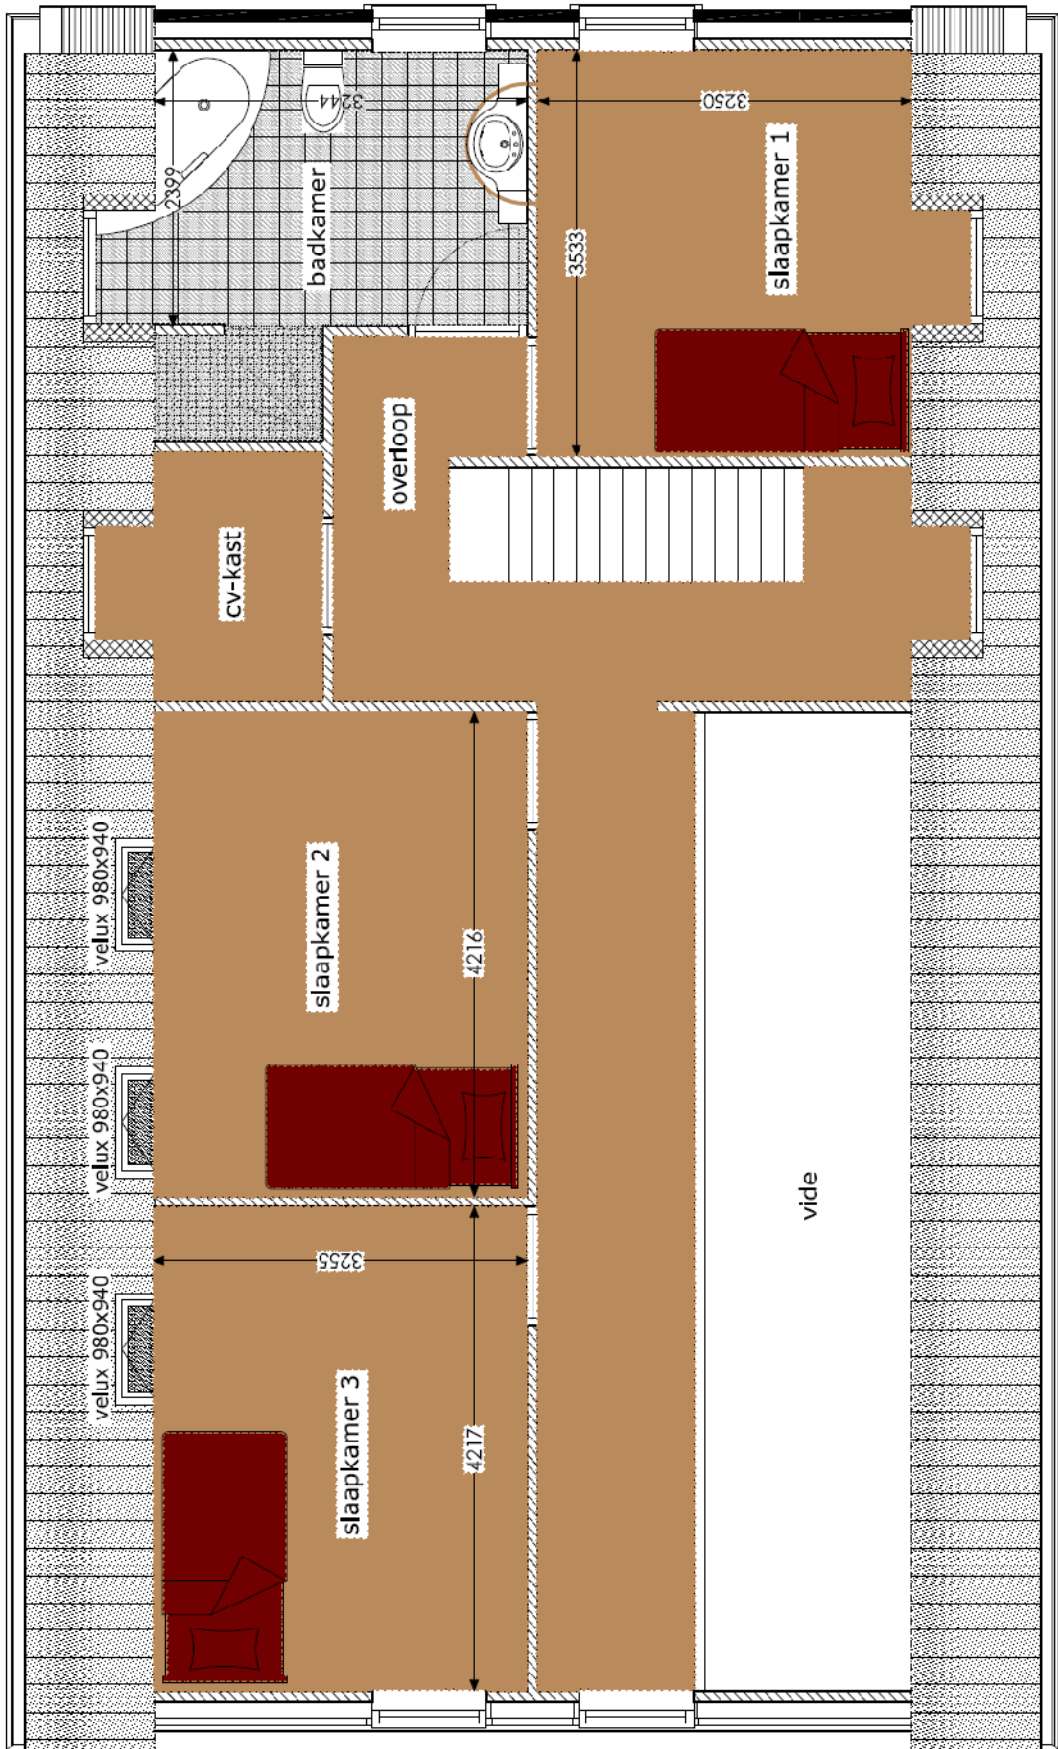 3244
2399
badkamer
3250
slaapkamer 1
3533
overloop
cv-kast
velux 980x940
slaapkamer 2
4216
velux 980x940
vide
3255
velux 980x940
slaapkamer 3
4217